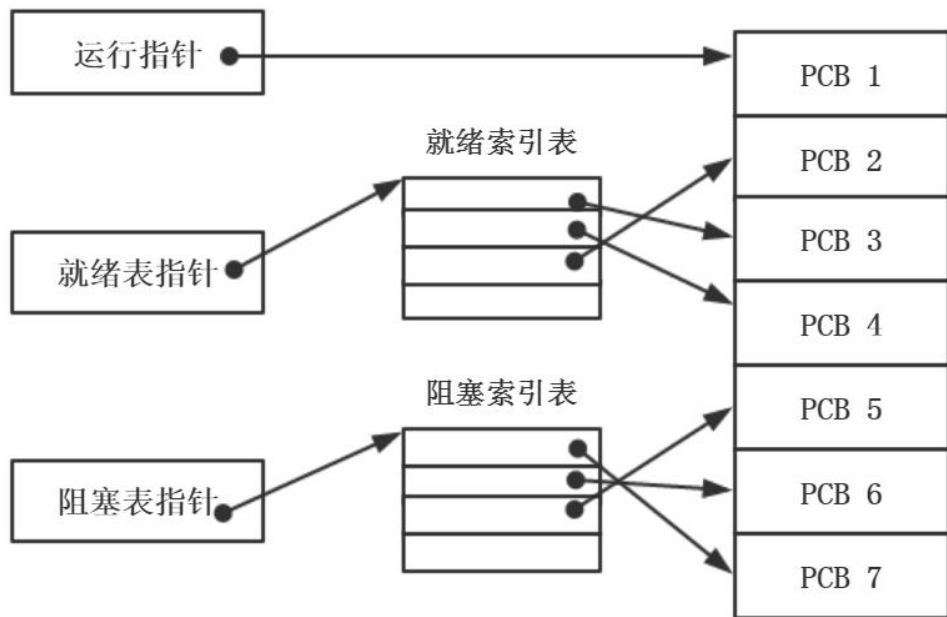 运行指针
就绪索引表
就绪表指针
阻塞索引表
阻塞表指针
PCB 1
PCB 2
PCB 3
PCB 4
PCB 5
PCB 6
PCB 7